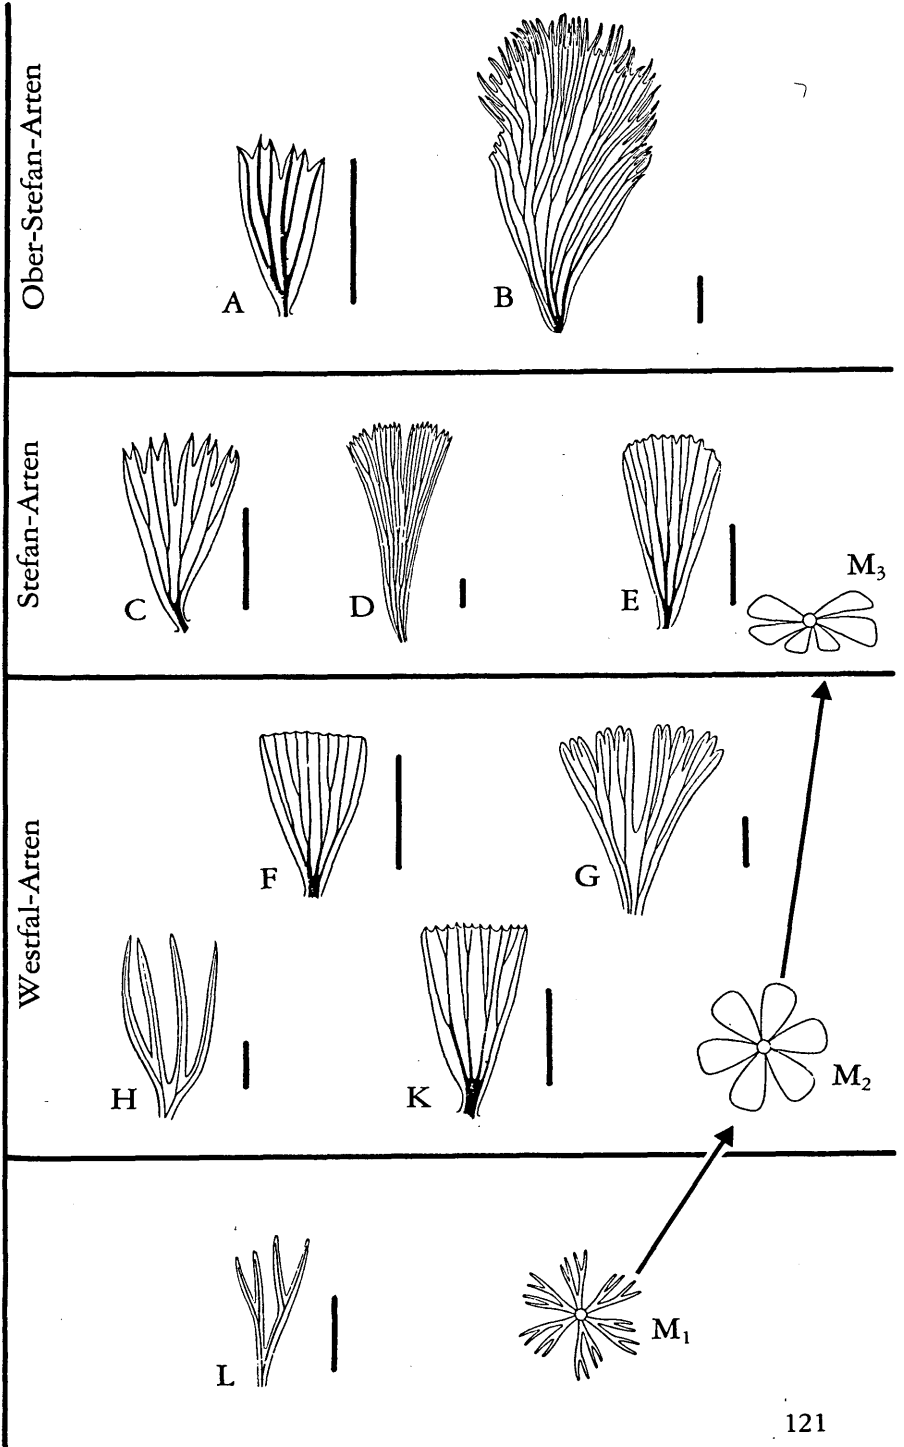 Ober-Stefan-Arten
A
B
Stefan-Arten
C
D
E
M₃
Westfal-Arten
F
G
H
K
M₂
L
M₁
121